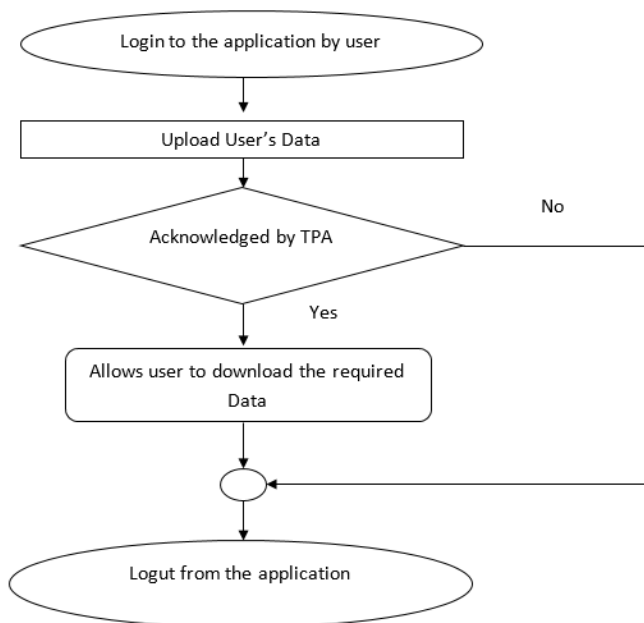 Login to the application by user
Upload User’s Data
Acknowledged by TPA
No
Yes
Allows user to download the required
Data
Logut from the application